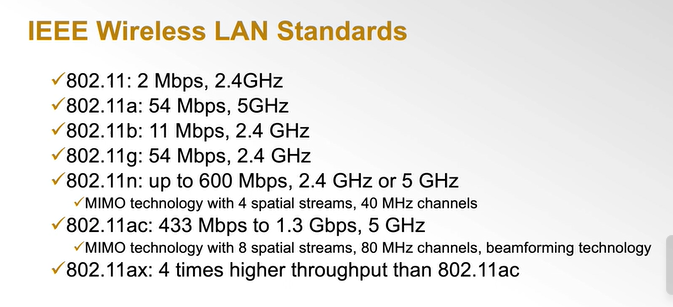 IEEE Wireless LAN Standards
✓802.11: 2 Mbps, 2.4GHz
✓802.11a: 54 Mbps, 5GHz
✓802.11b: 11 Mbps, 2.4 GHz
✓802.11g: 54 Mbps, 2.4 GHz
✓802.11n: up to 600 Mbps, 2.4 GHz or 5 GHz
✓MIMO technology with 4 spatial streams, 40 MHz channels
✓802.11ac: 433 Mbps to 1.3 Gbps, 5 GHz
✓MIMO technology with 8 spatial streams, 80 MHz channels, beamforming technology
✓802.11ax: 4 times higher throughput than 802.11ac